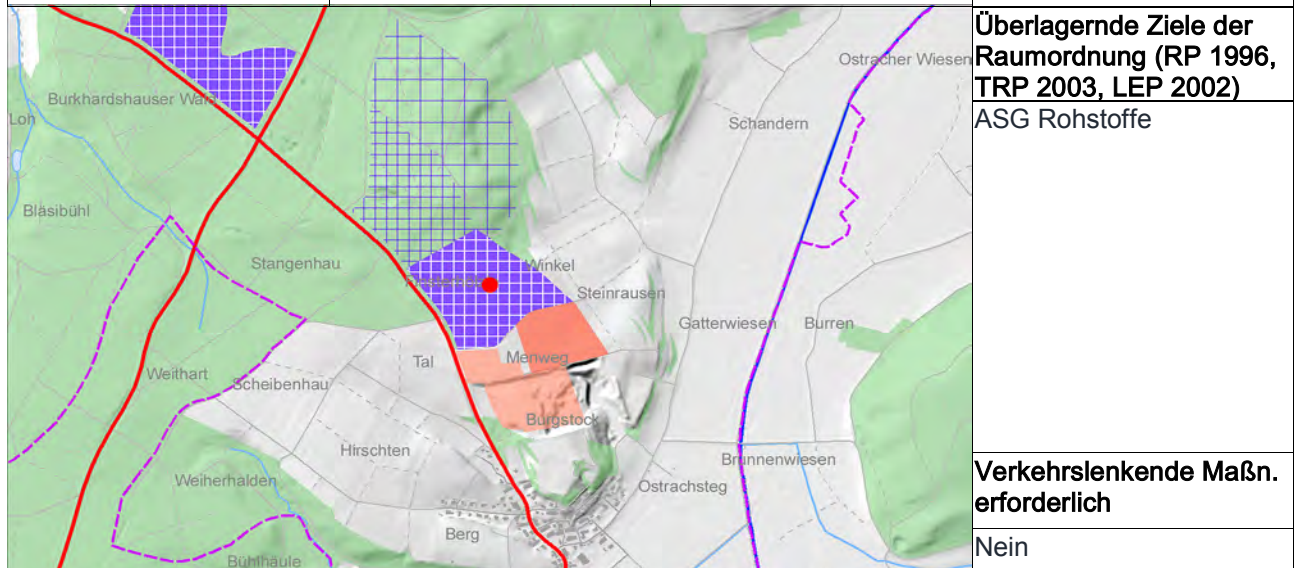 Überlagernde Ziele der
Raumordnung (RP 1996,
TRP 2003, LEP 2002)
ASG Rohstoffe
Verkehrslenkende Maßn.
erforderlich
Nein
Ostracher Wiesen
Burkhardshauser Wald
Loh
Schandern
Bläsibühl
Stangenhau
Winkel
Steinrausen
Gatterwiesen
Burren
Tal
Menweg
Weithart
Scheibenhau
Burgstock
Hirschten
Brunnenwiesen
Weiherhalden
Ostrachsteg
Berg
Bühlhäule